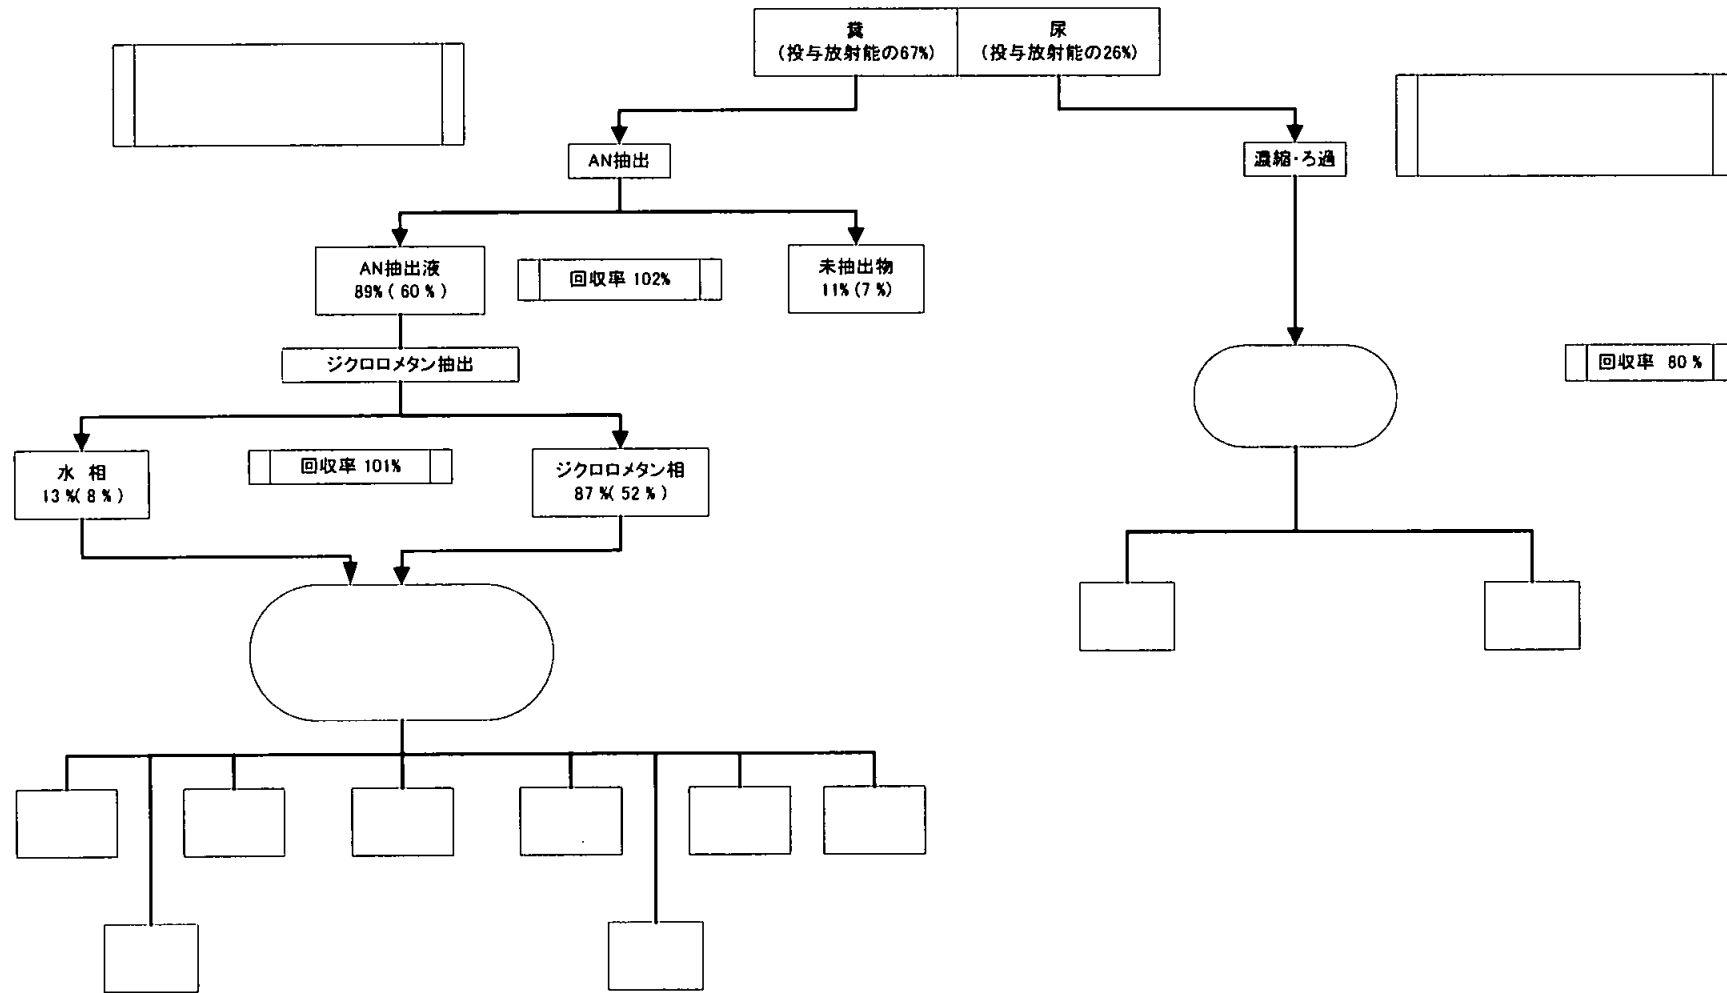 糞
(投与放射能の67%)
尿
(投与放射能の26%)
AN抽出
濃縮・ろ過
AN抽出液
89% ( 60 % )
回収率 102%
未抽出物
11% (7 %)
ジクロロメタン抽出
回収率 80 %
水 相
13 %( 8 % )
回収率 101%
ジクロロメタン相
87 %( 52 % )